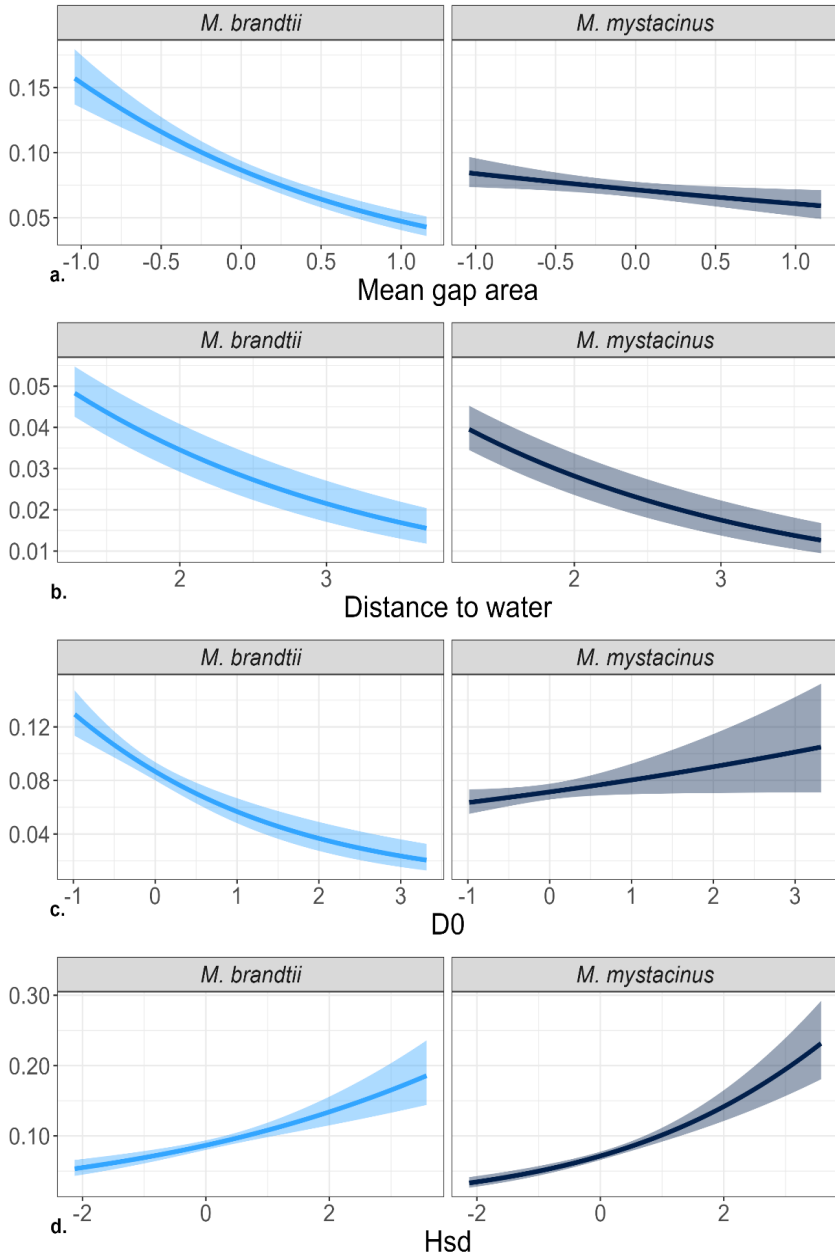 M. brandtii M. mystacinus
0.15
0.10
0.05
-1.0 -0.5 0.0 0.5 1.0 -1.0 -0.5 0.0 0.5 1.0
a.
Mean gap area
M. brandtii M. mystacinus
0.05
0.04
0.03
0.02
0.01
2 3 2 3
b.
Distance to water
M. brandtii M. mystacinus
0.12
0.08
0.04
-1 0 1 2 3 -1 0 1 2 3
c.
D0
M. brandtii M. mystacinus
0.30
0.20
0.10
-2 0 2 -2 0 2
d.
Hsd